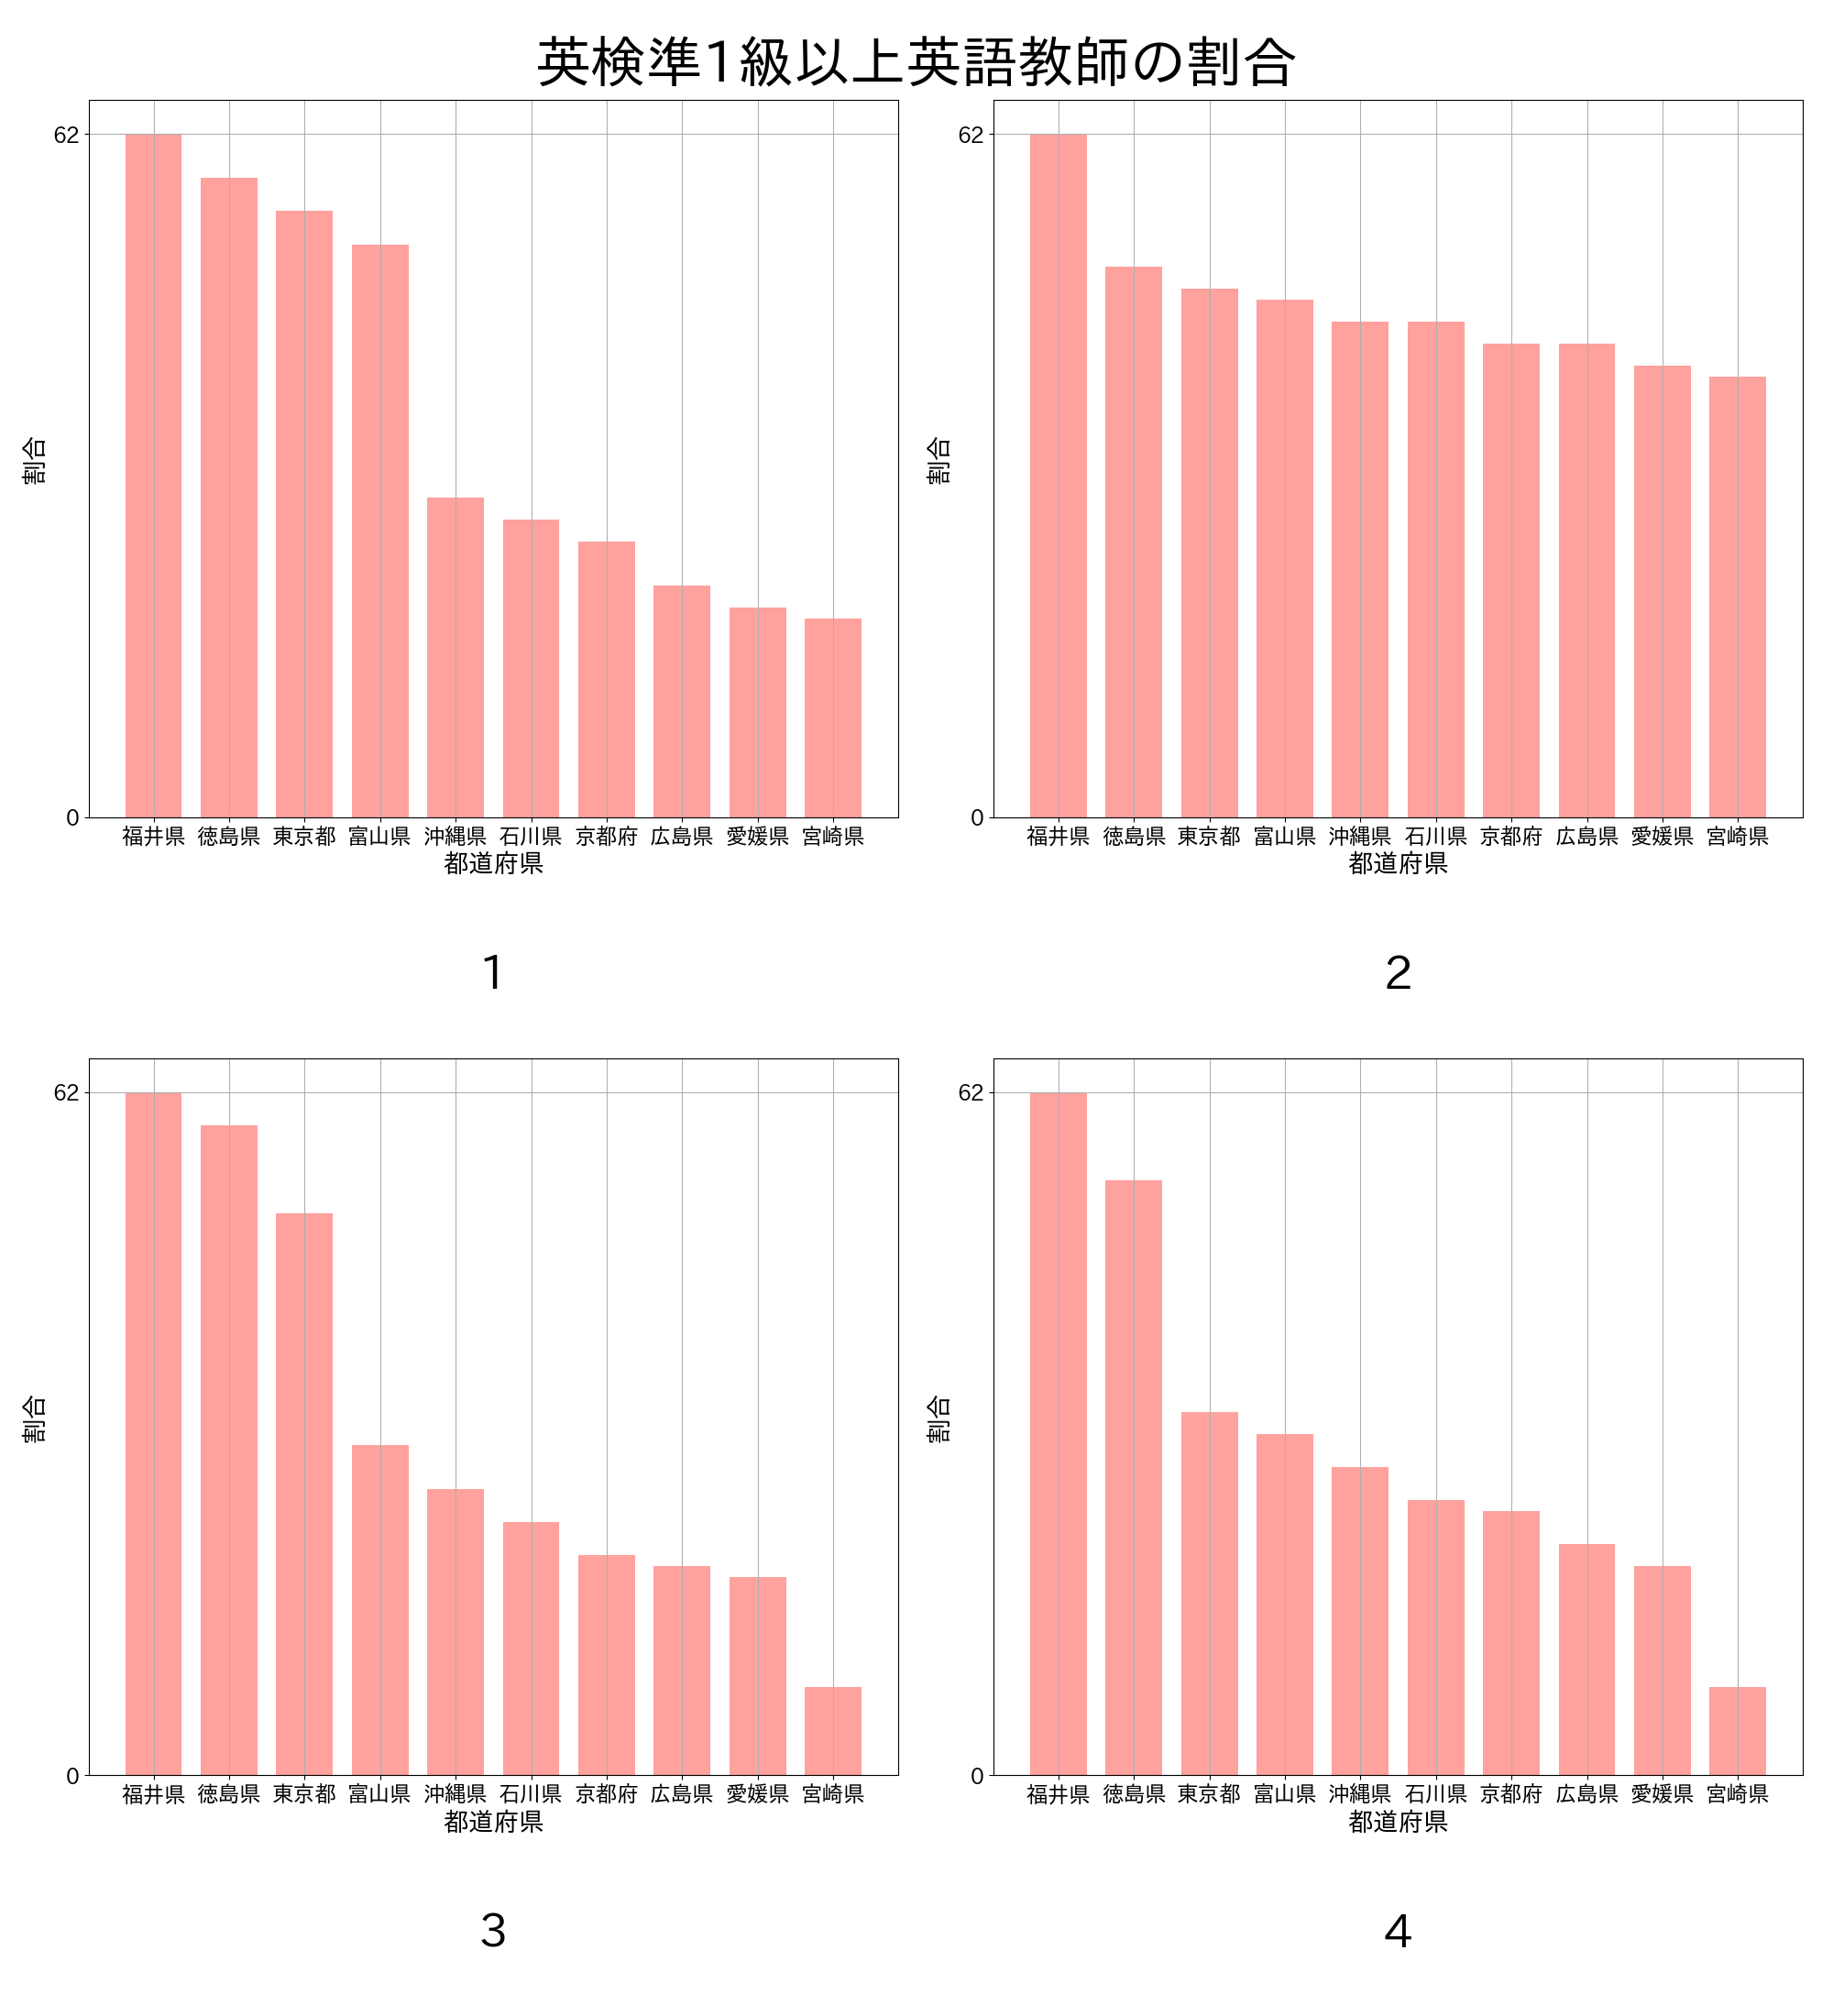 英検準1級以上英語教師の割合
62
0
割合
福井県 徳島県 東京都 富山県 沖縄県 石川県 京都府 広島県 愛媛県 宮崎県
都道府県
1
62
0
割合
福井県 徳島県 東京都 富山県 沖縄県 石川県 京都府 広島県 愛媛県 宮崎県
都道府県
2
62
0
割合
福井県 徳島県 東京都 富山県 沖縄県 石川県 京都府 広島県 愛媛県 宮崎県
都道府県
3
62
0
割合
福井県 徳島県 東京都 富山県 沖縄県 石川県 京都府 広島県 愛媛県 宮崎県
都道府県
4